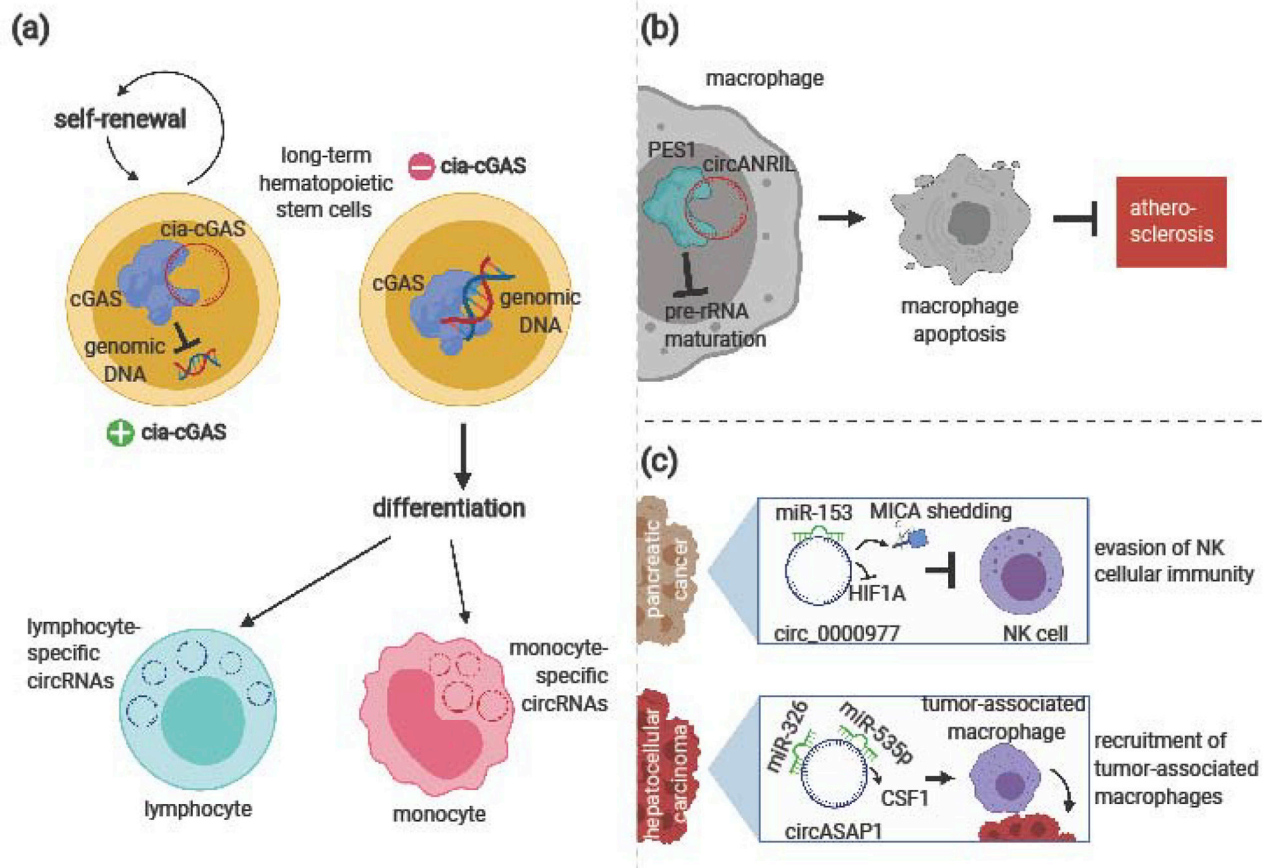 (a)
self-renewal
long-term
hematopoietic
stem cells
cia-cGAS
cia-cGAS
cGAS
genomic
DNA
cia-cGAS
cGAS
genomic
DNA
differentiation
lymphocyte-
specific
circRNAs
lymphocyte
monocyte-
specific
circRNAs
monocyte
(b)
macrophage
PES1
circANRIL
pre-rRNA
maturation
macrophage
apoptosis
athero-
sclerosis
(c)
pancreatic
cancer
miR-153
MICA shedding
HIF1A
circ_0000977
NK cell
evasion of NK
cellular immunity
hepatocellular
carcinoma
miR-326
miR-535p
CSF1
circASAP1
tumor-associated
macrophage
recruitment of
tumor-associated
macrophages